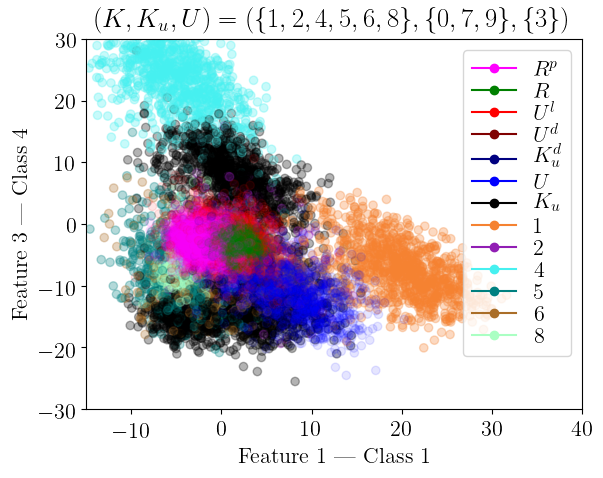 (K, K_u, U) = ({1, 2, 4, 5, 6, 8}, {0, 7, 9}, {3})
30
20
10
0
−10
−20
−30
−10
0
10
20
30
40
Feature 3 — Class 4
Feature 1 — Class 1
R^p
R
U^l
U^d
K_u^d
U
K_u
1
2
4
5
6
8